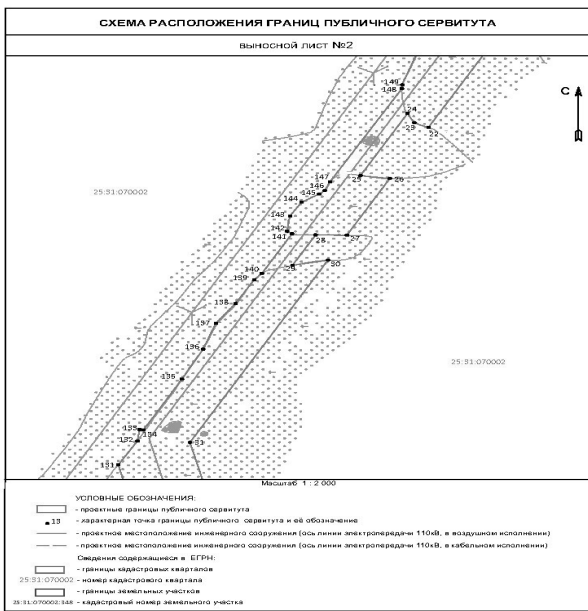 СХЕМА РАСПОЛОЖЕНИЯ ГРАНИЦ ПУБЛИЧНОГО СЕРВИТУТА
ВЫНОСНОЙ ЛИСТ №2
С
149
148
24
23
22
147
146
145
144
25
26
143
142
141
28
27
25:31:070002
140
139
29
30
138
137
136
25:31:070002
135
133
134
132
31
131
Масштаб 1 : 2 000
УСЛОВНЫЕ ОБОЗНАЧЕНИЯ:
- проектные границы публичного сервитута
13 - характерная точка границы публичного сервитута и её обозначение
- проектное местоположение инженерного сооружения (ось линии электропередачи 110кВ, в воздушном исполнении)
- проектное местоположение инженерного сооружения (ось линии электропередачи 110кВ, в кабельном исполнении)
Сведения содержащиеся в ЕГРН:
- границы кадастровых кварталов
25:31:070002 - номер кадастрового квартала
- границы земельных участков
25:31:070002:348 - кадастровый номер земельного участка